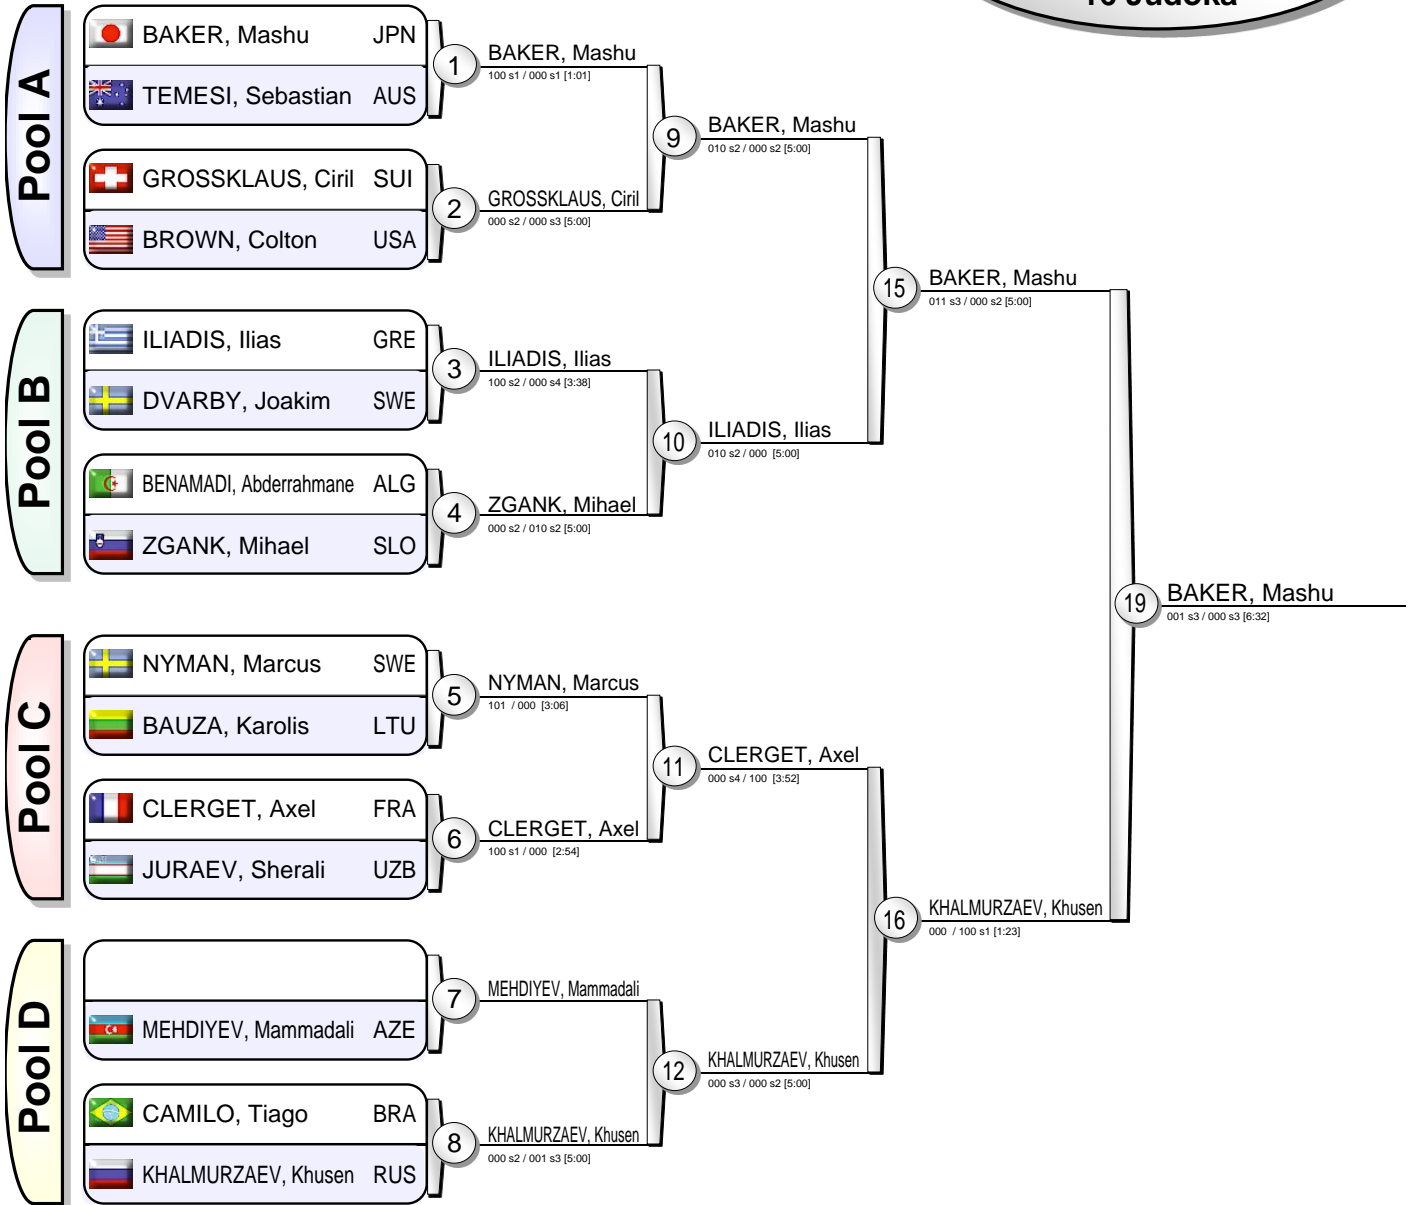 16 Judoka
Pool A
BAKER, Mashu JPN
TEMESI, Sebastian AUS
1
BAKER, Mashu
100 s1 / 000 s1 [1:01]
GROSSKLAUS, Ciril SUI
BROWN, Colton USA
2
GROSSKLAUS, Ciril
000 s2 / 000 s3 [5:00]
9
BAKER, Mashu
010 s2 / 000 s2 [5:00]
Pool B
ILIADIS, Ilias GRE
DVARBY, Joakim SWE
3
ILIADIS, Ilias
100 s2 / 000 s4 [3:38]
BENAMADI, Abderrahmane ALG
ZGANK, Mihael SLO
4
ZGANK, Mihael
000 s2 / 010 s2 [5:00]
10
ILIADIS, Ilias
010 s2 / 000 [5:00]
15
BAKER, Mashu
011 s3 / 000 s2 [5:00]
Pool C
NYMAN, Marcus SWE
BAUZA, Karolis LTU
5
NYMAN, Marcus
101 / 000 [3:06]
CLERGET, Axel FRA
JURAEV, Sherali UZB
6
CLERGET, Axel
100 s1 / 000 [2:54]
11
CLERGET, Axel
000 s4 / 100 [3:52]
Pool D
MEHDIYEV, Mammadali AZE
7
MEHDIYEV, Mammadali
CAMILO, Tiago BRA
KHALMURZAEV, Khusen RUS
8
KHALMURZAEV, Khusen
000 s2 / 001 s3 [5:00]
12
KHALMURZAEV, Khusen
000 s3 / 000 s2 [5:00]
16
KHALMURZAEV, Khusen
000 / 100 s1 [1:23]
19
BAKER, Mashu
001 s3 / 000 s3 [6:32]